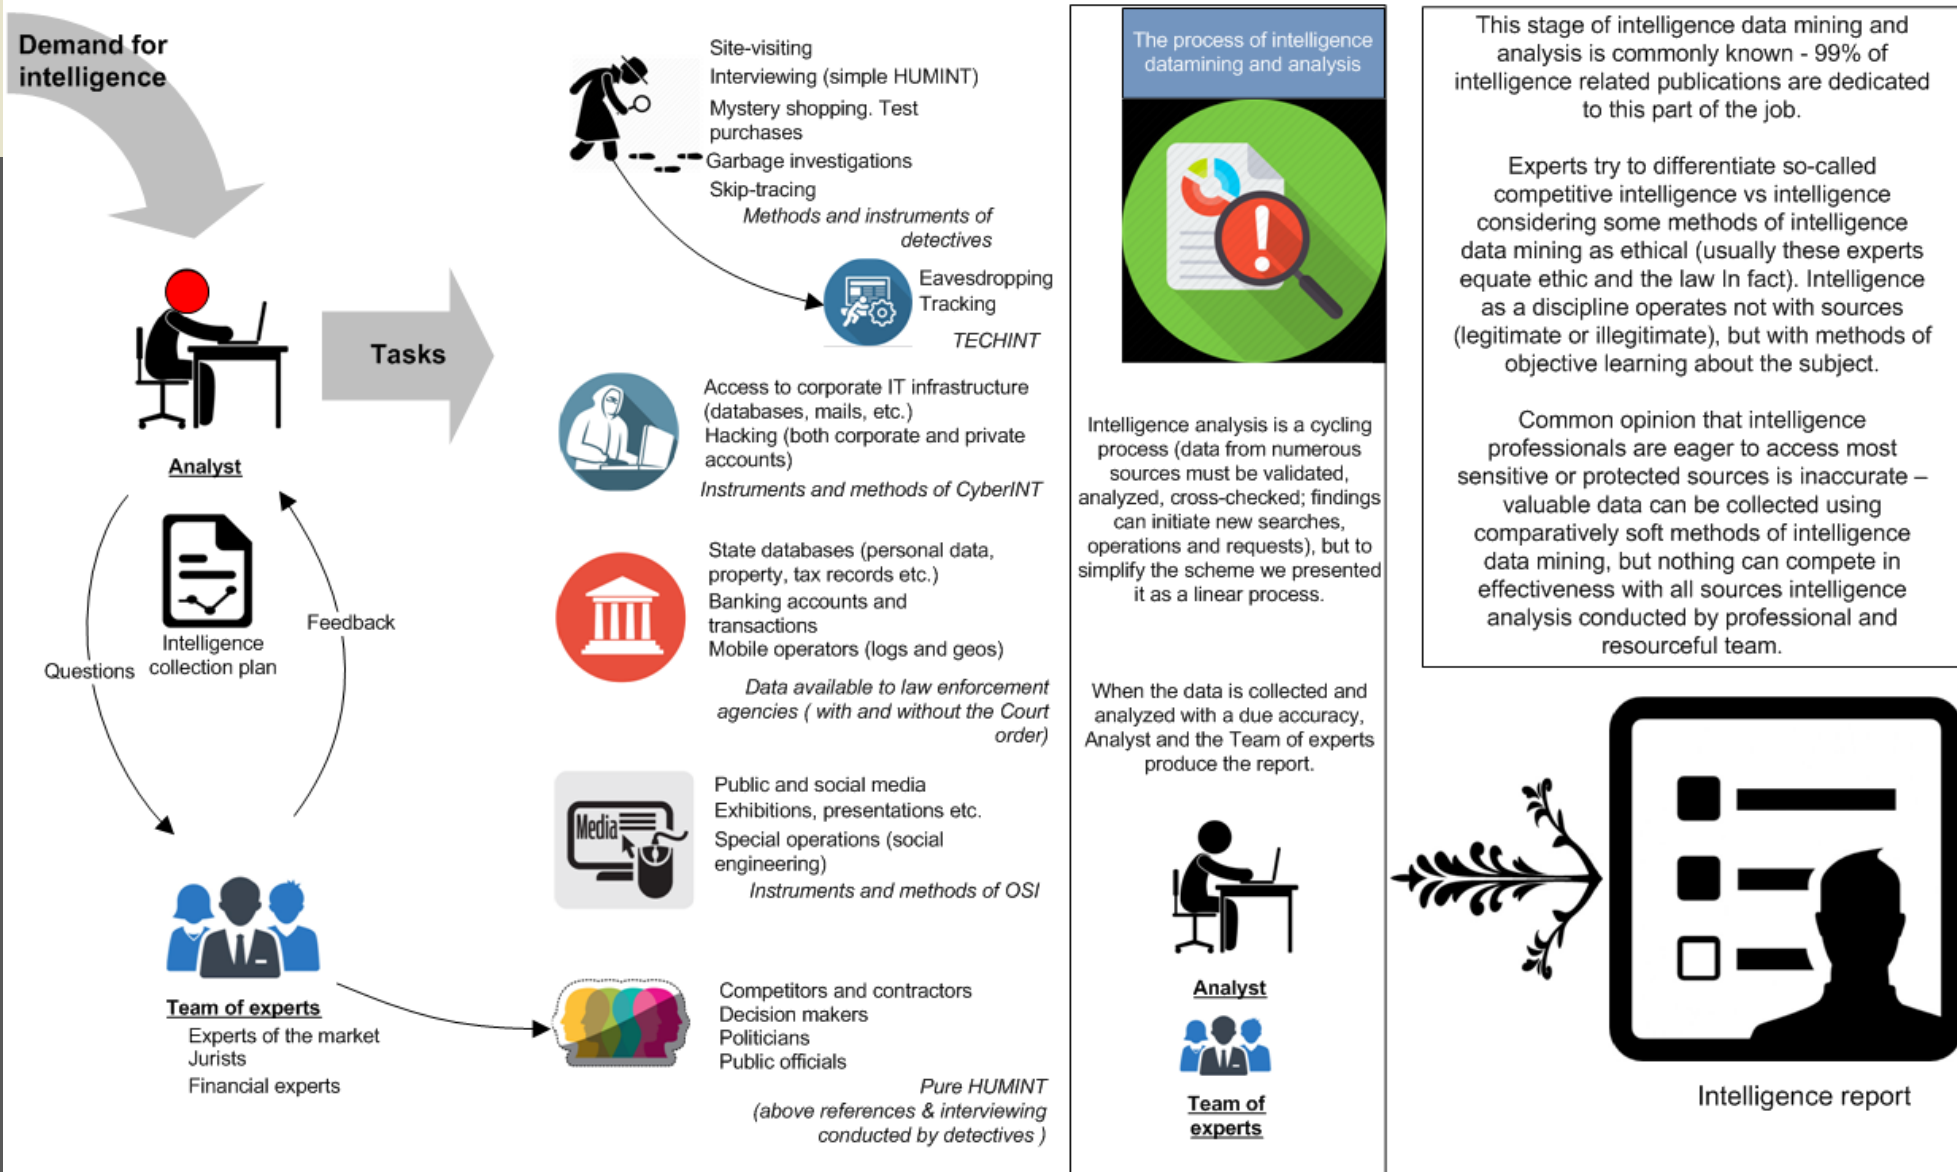 Demand for
intelligence
Analyst
Intelligence
collection plan
Questions
Feedback
Team of experts
Experts of the market
Jurists
Financial experts
Tasks
Site-visiting
Interviewing (simple HUMINT)
Mystery shopping. Test
purchases
Garbage investigations
Skip-tracing
Methods and instruments of
detectives
Eavesdropping
Tracking
TECHINT
Access to corporate IT infrastructure
(databases, mails, etc.)
Hacking (both corporate and private
accounts)
Instruments and methods of CyberINT
State databases (personal data,
property, tax records etc.)
Banking accounts and
transactions
Mobile operators (logs and geos)
Data available to law enforcement
agencies ( with and without the Court
order)
Media
Public and social media
Exhibitions, presentations etc.
Special operations (social
engineering)
Instruments and methods of OSI
Competitors and contractors
Decision makers
Politicians
Public officials
Pure HUMINT
(above references & interviewing
conducted by detectives )
The process of intelligence
datamining and analysis
Intelligence analysis is a cycling
process (data from numerous
sources must be validated,
analyzed, cross-checked; findings
can initiate new searches,
operations and requests), but to
simplify the scheme we presented
it as a linear process.
When the data is collected and
analyzed with a due accuracy,
Analyst and the Team of experts
produce the report.
Analyst
Team of
experts
This stage of intelligence data mining and
analysis is commonly known - 99% of
intelligence related publications are dedicated
to this part of the job.
Experts try to differentiate so-called
competitive intelligence vs intelligence
considering some methods of intelligence
data mining as ethical (usually these experts
equate ethic and the law In fact). Intelligence
as a discipline operates not with sources
(legitimate or illegitimate), but with methods of
objective learning about the subject.
Common opinion that intelligence
professionals are eager to access most
sensitive or protected sources is inaccurate –
valuable data can be collected using
comparatively soft methods of intelligence
data mining, but nothing can compete in
effectiveness with all sources intelligence
analysis conducted by professional and
resourceful team.
Intelligence report